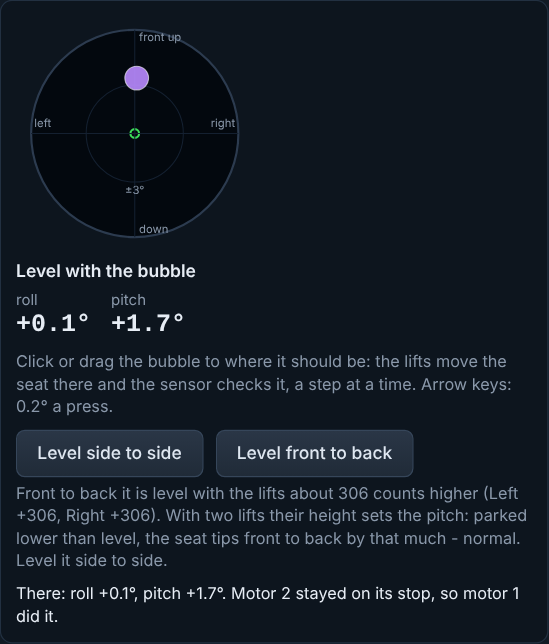 front up
left
right
±3°
down
Level with the bubble
roll
pitch
+0.1°
+1.7°
Click or drag the bubble to where it should be: the lifts move the
seat there and the sensor checks it, a step at a time. Arrow keys:
0.2° a press.
Level side to side
Level front to back
Front to back it is level with the lifts about 306 counts higher (Left
+306, Right +306). With two lifts their height sets the pitch: parked
lower than level, the seat tips front to back by that much - normal.
Level it side to side.
There: roll +0.1°, pitch +1.7°. Motor 2 stayed on its stop, so motor 1
did it.